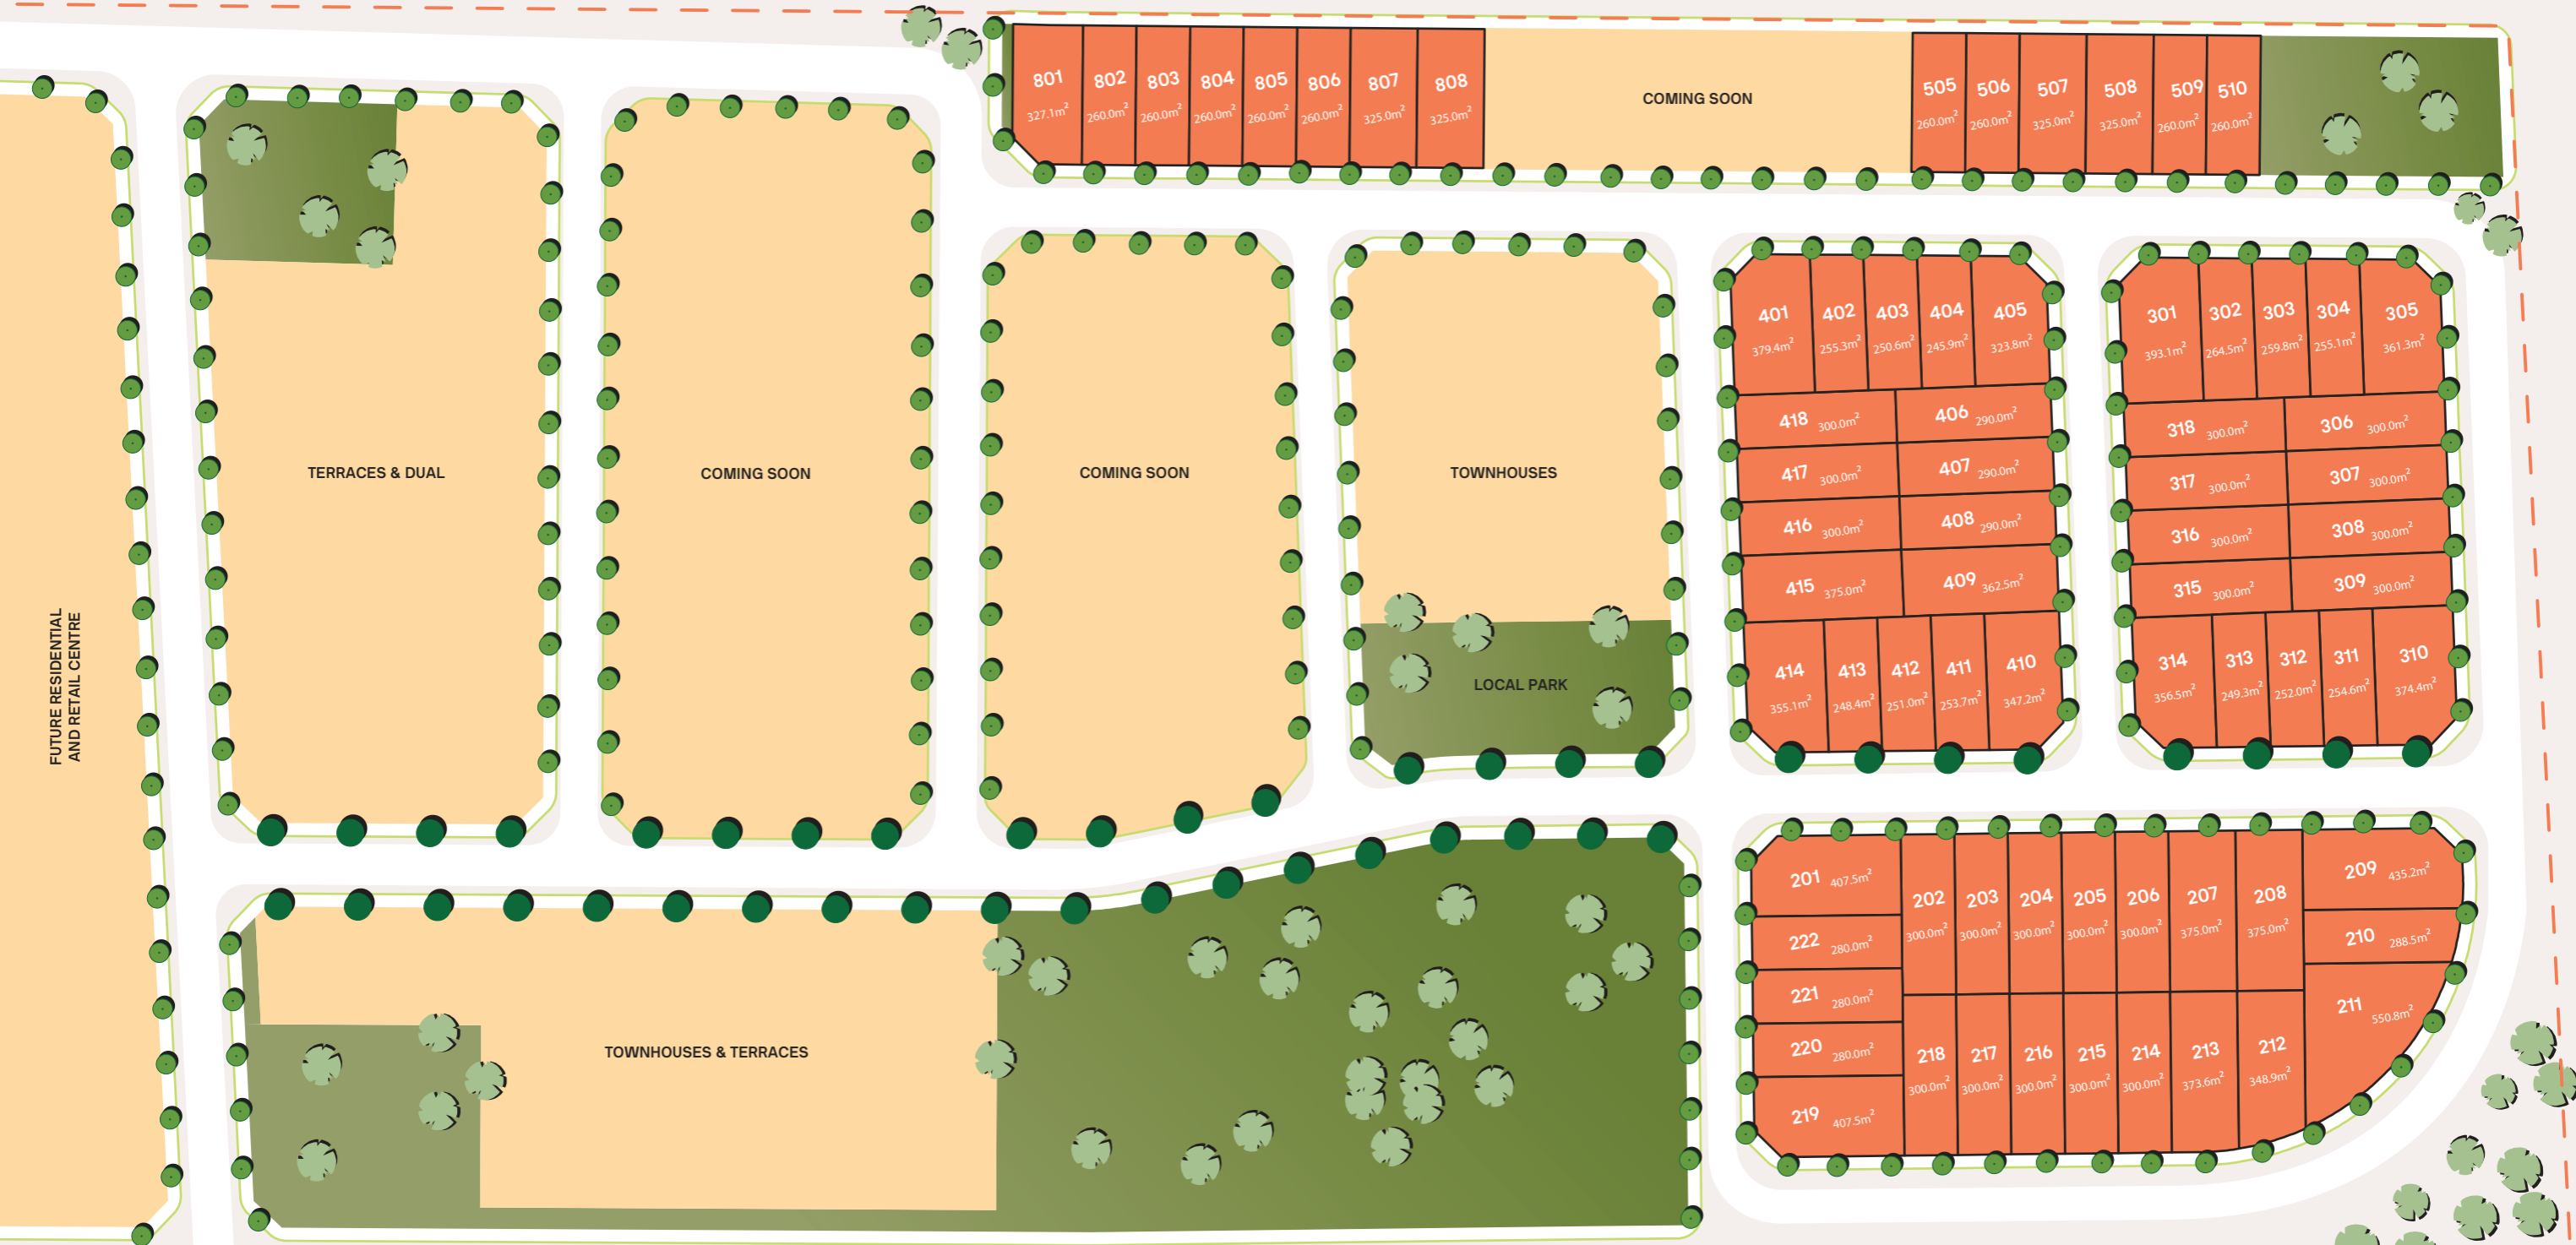 801
327.1m²
802
260.0m²
803
260.0m²
804
260.0m²
805
260.0m²
806
260.0m²
807
325.0m²
808
325.0m²
COMING SOON
505
260.0m²
506
260.0m²
507
325.0m²
508
325.0m²
509
260.0m²
510
260.0m²
FUTURE RESIDENTIAL
AND RETAIL CENTRE
TERRACES & DUAL
COMING SOON
COMING SOON
TOWNHOUSES
LOCAL PARK
401
379.4m²
402
255.3m²
403
250.6m²
404
245.9m²
405
323.8m²
418 300.0m²
406 290.0m²
417 300.0m²
407 290.0m²
416 300.0m²
408 290.0m²
415 375.0m²
409 362.5m²
414
355.1m²
413
248.4m²
412
251.0m²
411
253.7m²
410
347.2m²
301
393.1m²
302
264.5m²
303
259.8m²
304
255.1m²
305
361.3m²
318 300.0m²
306 300.0m²
317 300.0m²
307 300.0m²
316 300.0m²
308 300.0m²
315 300.0m²
309 300.0m²
314
356.5m²
313
249.3m²
312
252.0m²
311
254.6m²
310
374.4m²
TOWNHOUSES & TERRACES
201 407.5m²
222 280.0m²
221 280.0m²
220 280.0m²
219 407.5m²
202
300.0m²
203
300.0m²
204
300.0m²
205
300.0m²
206
300.0m²
207
375.0m²
208
375.0m²
209 435.2m²
210 288.5m²
211 550.8m²
218
300.0m²
217
300.0m²
216
300.0m²
215
300.0m²
214
300.0m²
213
373.6m²
212
348.9m²